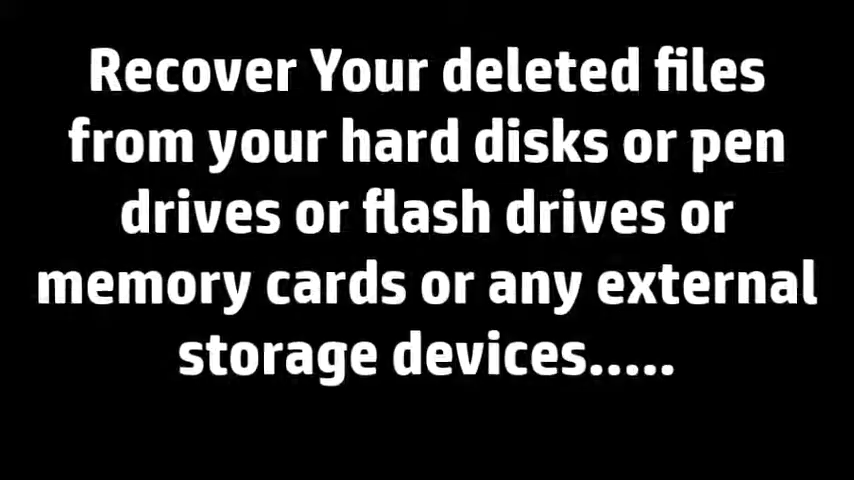 Recover Your deleted files
from your hard disks or pen
drives or flash drives or
memory cards or any external
storage devices.....